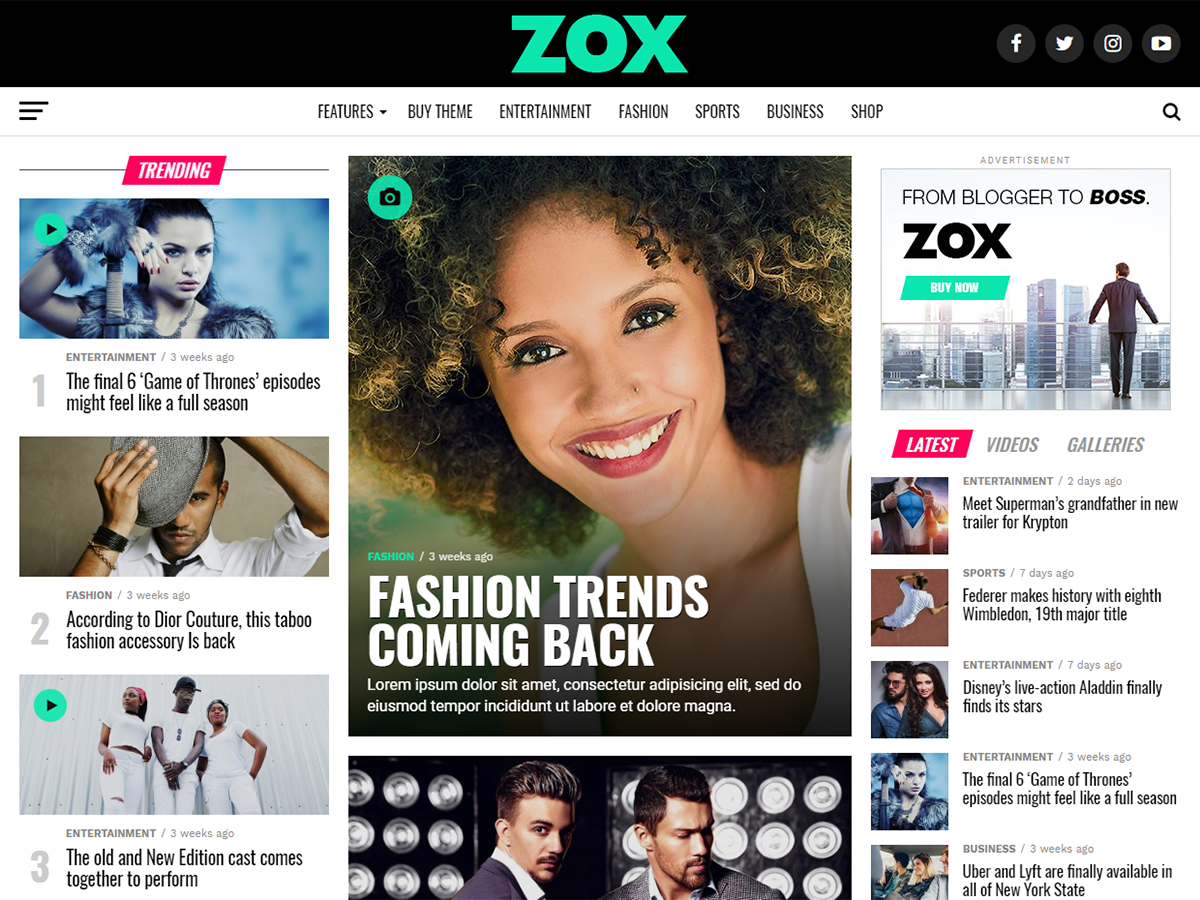 ZOX
FEATURES
BUY THEME
ENTERTAINMENT
FASHION
SPORTS
BUSINESS
SHOP
TRENDING
ENTERTAINMENT / 3 weeks ago
1
The final 6 ‘Game of Thrones’ episodes
might feel like a full season
FASHION / 3 weeks ago
2
According to Dior Couture, this taboo
fashion accessory Is back
ENTERTAINMENT / 3 weeks ago
3
The old and New Edition cast comes
together to perform
FASHION / 3 weeks ago
FASHION TRENDS
COMING BACK
Lorem ipsum dolor sit amet, consectetur adipisicing elit, sed do
eiusmod tempor incididunt ut labore et dolore magna.
ADVERTISEMENT
FROM BLOGGER TO BOSS.
ZOX
BUY NOW
LATEST
VIDEOS
GALLERIES
ENTERTAINMENT / 2 days ago
Meet Superman’s grandfather in new
trailer for Krypton
SPORTS / 7 days ago
Federer makes history with eighth
Wimbledon, 19th major title
ENTERTAINMENT / 7 days ago
Disney’s live-action Aladdin finally
finds its stars
ENTERTAINMENT / 3 weeks ago
The final 6 ‘Game of Thrones’
episodes might feel like a full season
BUSINESS / 3 weeks ago
Uber and Lyft are finally available in
all of New York State